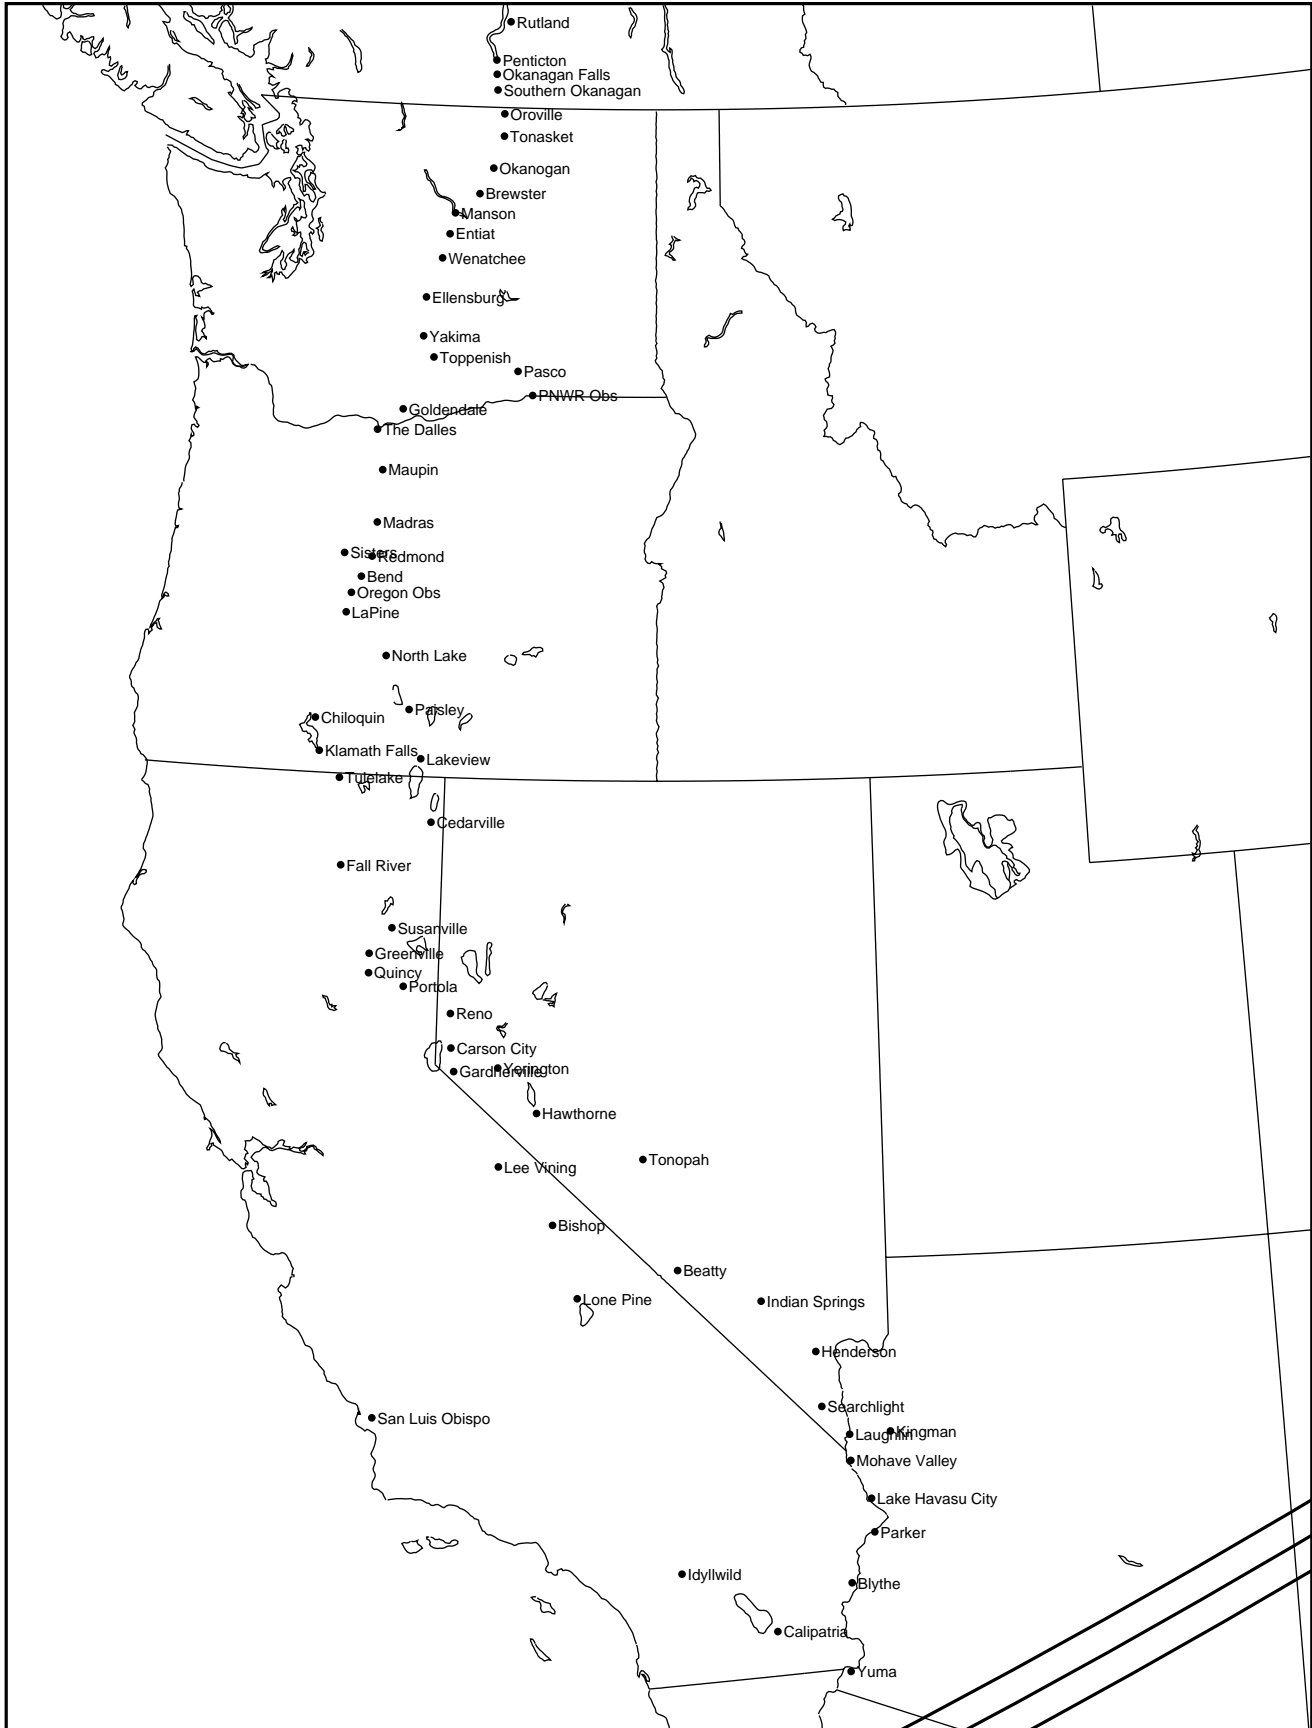 Rutland
Penticton
Okanagan Falls
Southern Okanagan
Oroville
Tonasket
Okanogan
Brewster
Manson
Entiat
Wenatchee
Ellensburg
Yakima
Toppenish
Pasco
PNWR Obs
Goldendale
The Dalles
Maupin
Madras
Sisters
Redmond
Bend
Oregon Obs
LaPine
North Lake
Paisley
Chiloquin
Klamath Falls
Lakeview
Tulelake
Cedarville
Fall River
Susanville
Greenville
Quincy
Portola
Reno
Carson City
Yerington
Gardnerville
Hawthorne
Tonopah
Lee Vining
Bishop
Beatty
Lone Pine
Indian Springs
Henderson
Searchlight
San Luis Obispo
Kingman
Laughlin
Mohave Valley
Lake Havasu City
Parker
Idyllwild
Blythe
Calipatria
Yuma